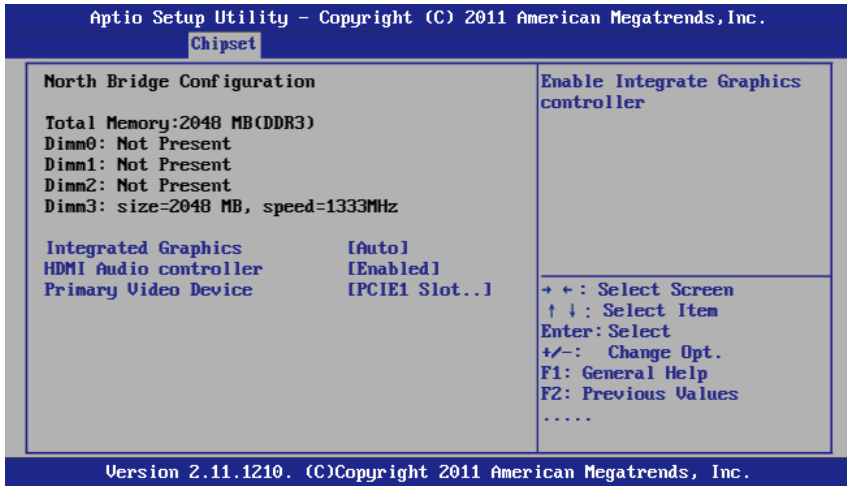 Aptio Setup Utility - Copyright (C) 2011 American Megatrends,Inc.
Chipset
North Bridge Configuration
Total Memory:2048 MB(DDR3)
Dimm0: Not Present
Dimm1: Not Present
Dimm2: Not Present
Dimm3: size=2048 MB, speed=1333MHz
Integrated Graphics [Auto]
HDMI Audio controller [Enabled]
Primary Video Device [PCIE1 Slot..]
Enable Integrate Graphics
controller
→ ←: Select Screen
↑ ↓: Select Item
Enter: Select
+/-: Change Opt.
F1: General Help
F2: Previous Values
.....
Version 2.11.1210. (C)Copyright 2011 American Megatrends, Inc.